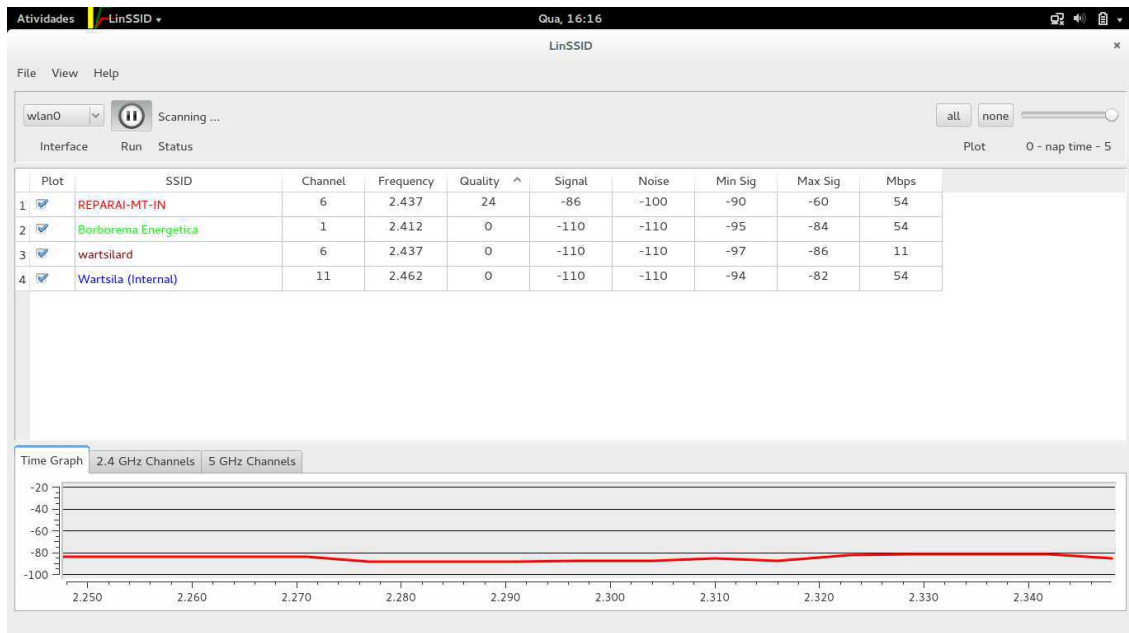 Atividades LinSSID Qua, 16:16
LinSSID ×
File View Help
wlan0 Scanning ... all none
Interface Run Status Plot 0 - nap time - 5
Plot SSID Channel Frequency Quality Signal Noise Min Sig Max Sig Mbps
1 REPARAI-MT-IN 6 2.437 24 -86 -100 -90 -60 54
2 Borborema Energetica 1 2.412 0 -110 -110 -95 -84 54
3 wartsilard 6 2.437 0 -110 -110 -97 -86 11
4 Wartsila (Internal) 11 2.462 0 -110 -110 -94 -82 54
Time Graph 2.4 GHz Channels 5 GHz Channels
-20
-40
-60
-80
-100
2.250 2.260 2.270 2.280 2.290 2.300 2.310 2.320 2.330 2.340